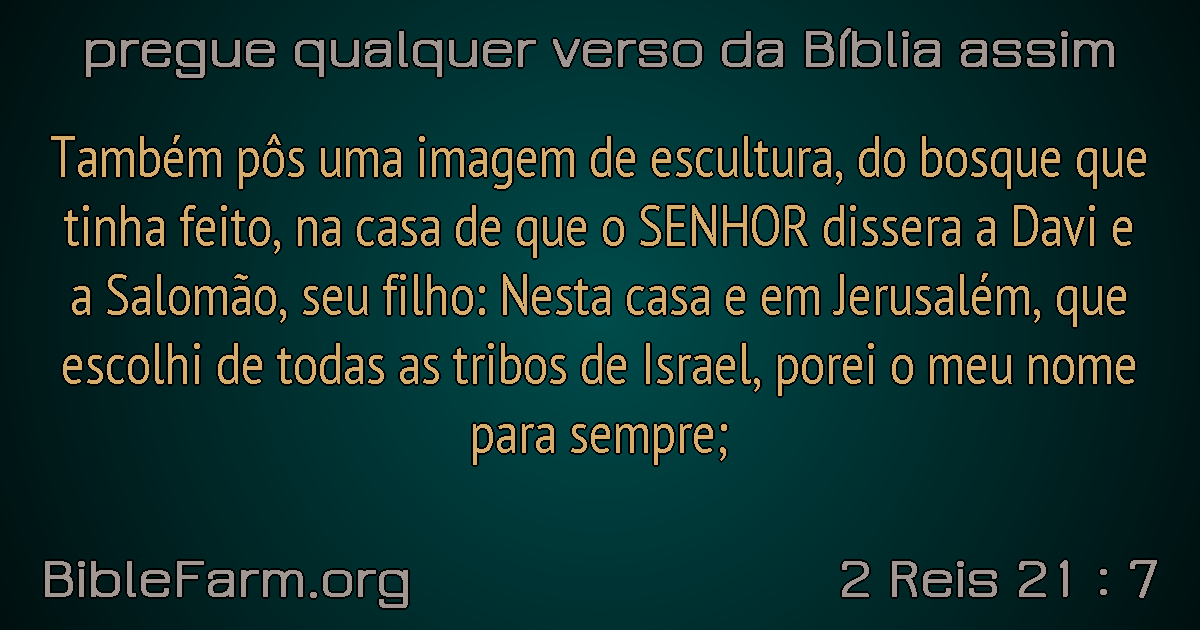 pregue qualquer verso da Bíblia assim
Também pôs uma imagem de escultura, do bosque que
tinha feito, na casa de que o SENHOR dissera a Davi e
a Salomão, seu filho: Nesta casa e em Jerusalém, que
escolhi de todas as tribos de Israel, porei o meu nome
para sempre;
BibleFarm.org 2 Reis 21 : 7